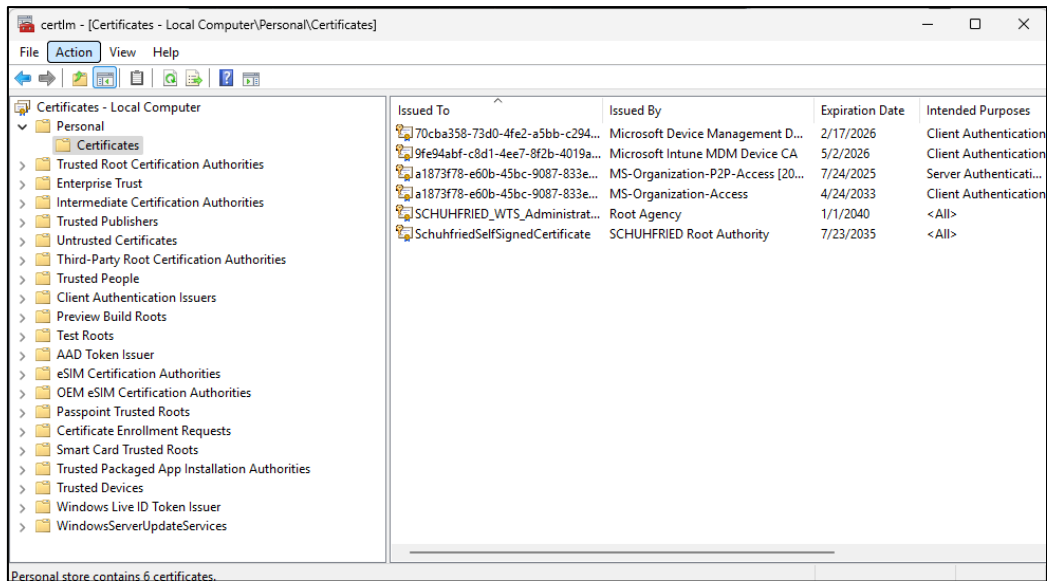 certlm - [Certificates - Local Computer\Personal\Certificates]
File Action View Help
Certificates - Local Computer
Personal
Certificates
Trusted Root Certification Authorities
Enterprise Trust
Intermediate Certification Authorities
Trusted Publishers
Untrusted Certificates
Third-Party Root Certification Authorities
Trusted People
Client Authentication Issuers
Preview Build Roots
Test Roots
AAD Token Issuer
eSIM Certification Authorities
OEM eSIM Certification Authorities
Passpoint Trusted Roots
Certificate Enrollment Requests
Smart Card Trusted Roots
Trusted Packaged App Installation Authorities
Trusted Devices
Windows Live ID Token Issuer
WindowsServerUpdateServices
Issued To Issued By Expiration Date Intended Purposes
70cba358-73d0-4fe2-a5bb-c294... Microsoft Device Management D... 2/17/2026 Client Authentication
9fe94abf-c8d1-4ee7-8f2b-4019a... Microsoft Intune MDM Device CA 5/2/2026 Client Authentication
a1873f78-e60b-45bc-9087-833e... MS-Organization-P2P-Access [20... 7/24/2025 Server Authenticati...
a1873f78-e60b-45bc-9087-833e... MS-Organization-Access 4/24/2033 Client Authentication
SCHUHFRIED_WTS_Administrat... Root Agency 1/1/2040 <All>
SchuhfriedSelfSignedCertificate SCHUHFRIED Root Authority 7/23/2035 <All>
Personal store contains 6 certificates.